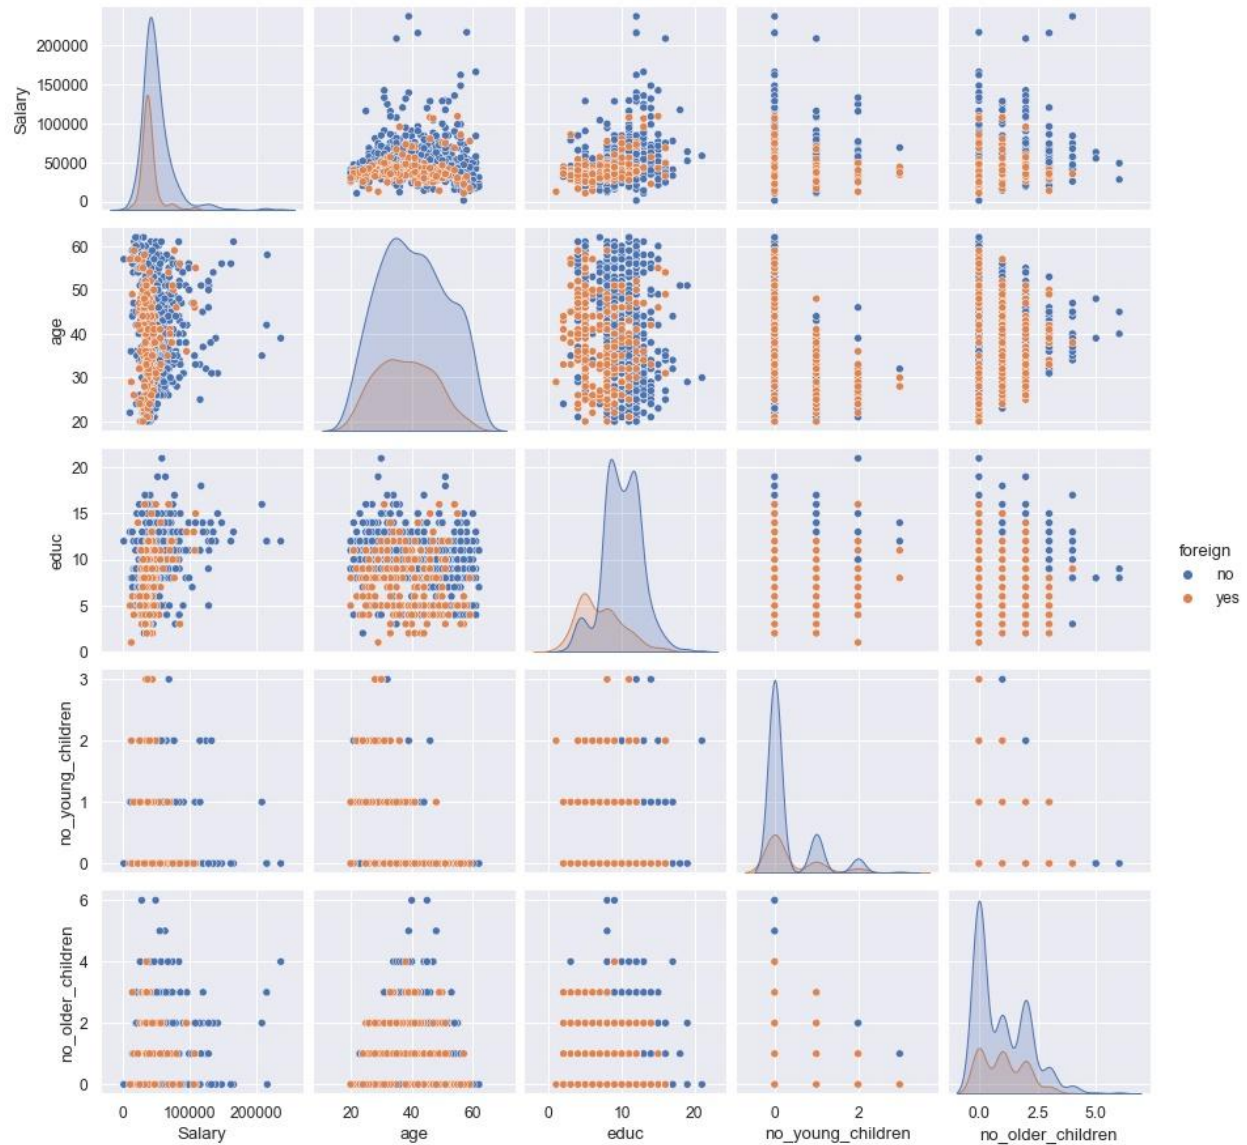 Salary
200000
150000
100000
50000
0
age
60
50
40
30
20
educ
20
15
10
5
0
no_young_children
3
2
1
0
no_older_children
6
4
2
0
foreign
no
yes
0 100000 200000 20 40 60 0 10 20 0 2 0.0 2.5 5.0
Salary age educ no_young_children no_older_children